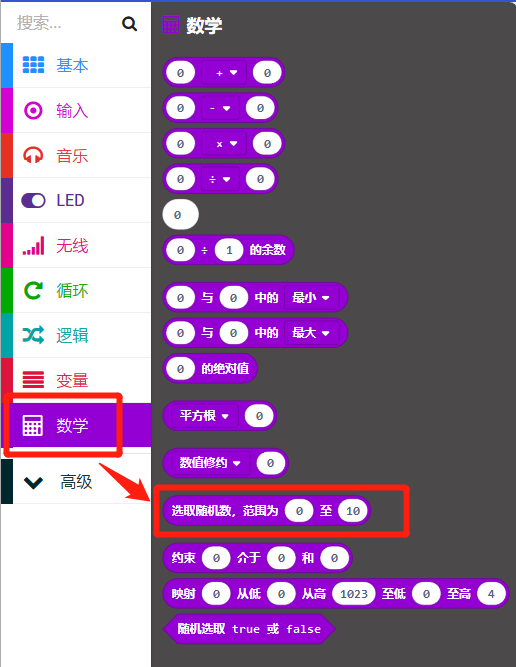 搜索...
基本
输入
音乐
LED
无线
循环
逻辑
变量
数学
高级
数学
0 + 0
0 - 0
0 × 0
0 ÷ 0
0
0 ÷ 1 的余数
0 与 0 中的 最小
0 与 0 中的 最大
0 的绝对值
平方根 0
数值修约 0
选取随机数，范围为 0 至 10
约束 0 介于 0 和 0
映射 0 从低 0 从高 1023 至低 0 至高 4
随机选取 true 或 false